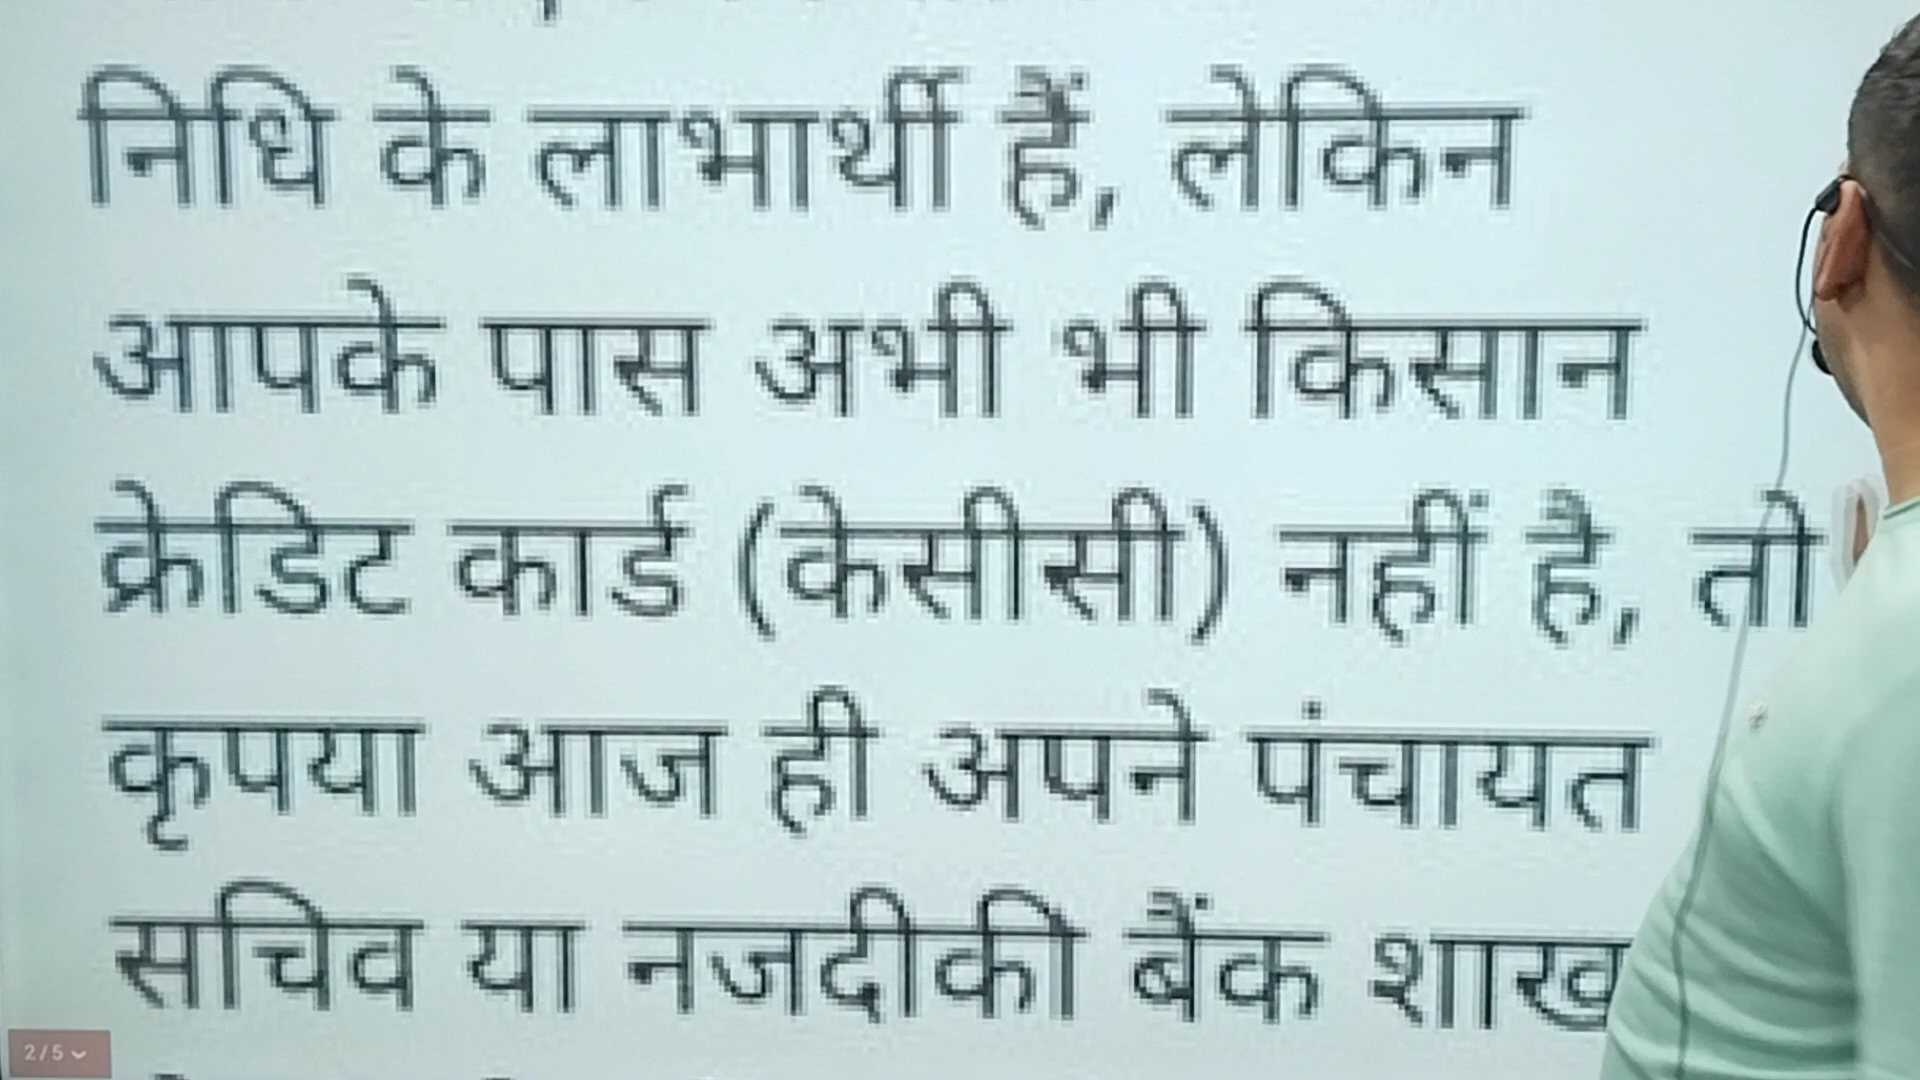 निधि के लाभार्थी हैं, लेकिन
आपके पास अभी भी किसान
क्रेडिट कार्ड (केसीसी) नहीं है, तो
कृपया आज ही अपने पंचायत
सचिव या नजदीकी बैंक
2/5